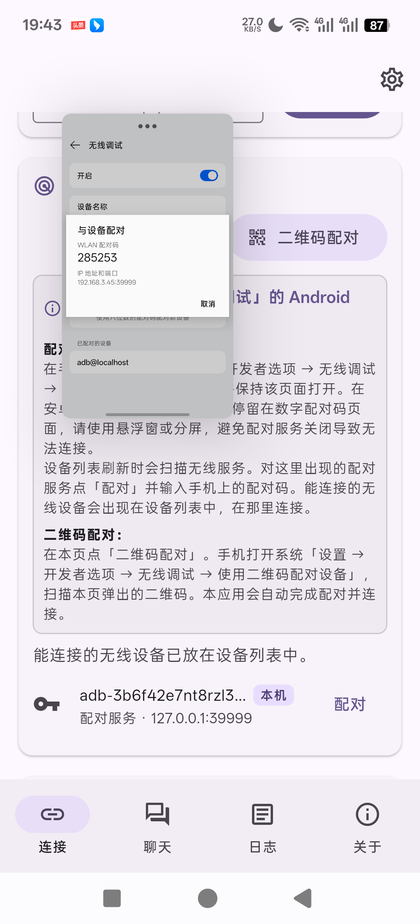 19:43
头条
27.0
KB/S
4G
4G
87
无线调试
开启
设备名称
与设备配对
WLAN 配对码
285253
IP 地址和端口
192.168.3.45:39999
取消
已配对的设备
adb@localhost
二维码配对
试」的 Android
配
在手
开发者选项 → 无线调试
→
保持该页面打开。在
安
停留在数字配对码页
面，请使用悬浮窗或分屏，避免配对服务关闭导致无
法连接。
设备列表刷新时会扫描无线服务。对这里出现的配对
服务点「配对」并输入手机上的配对码。能连接的无
线设备会出现在设备列表中，在那里连接。
二维码配对：
在本页点「二维码配对」。手机打开系统「设置 →
开发者选项 → 无线调试 → 使用二维码配对设备」，
扫描本页弹出的二维码。本应用会自动完成配对并连
接。
能连接的无线设备已放在设备列表中。
adb-3b6f42e7nt8rzl3...
本机
配对服务 · 127.0.0.1:39999
配对
连接
聊天
日志
关于